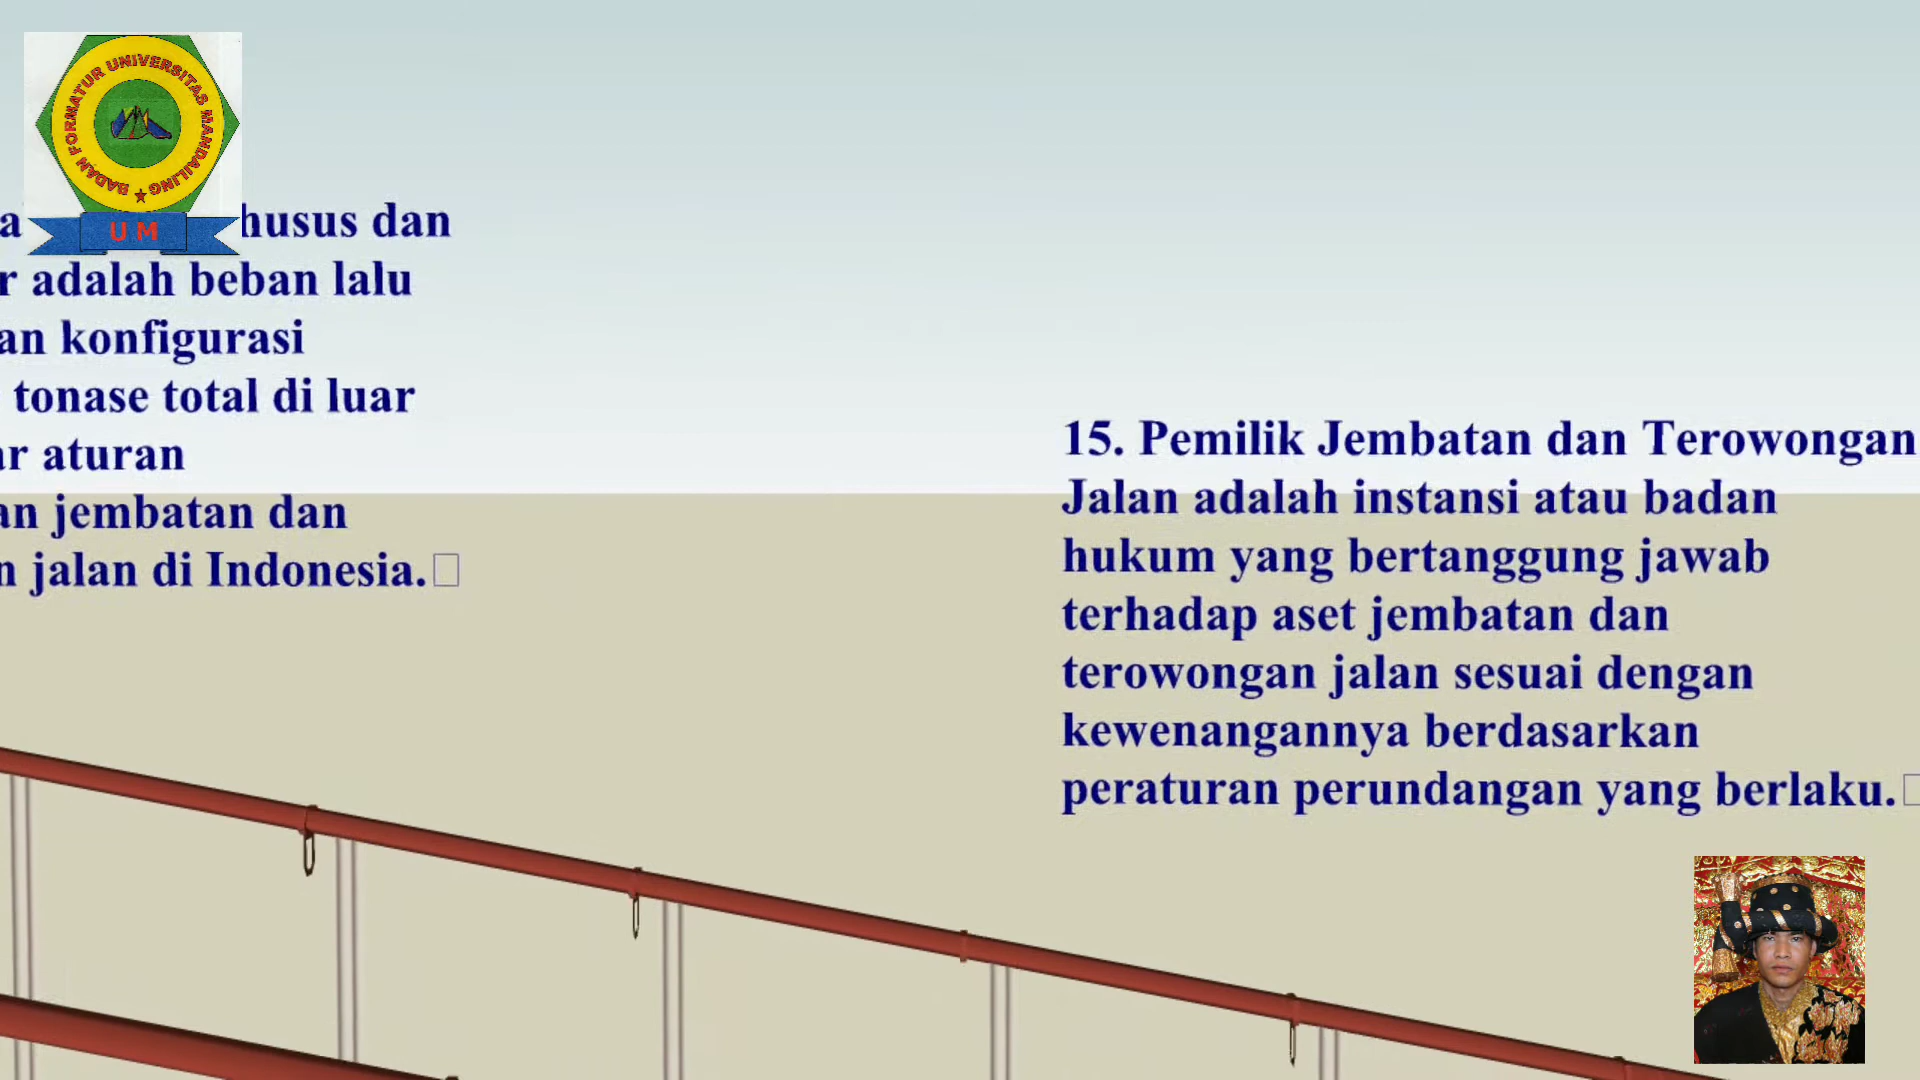 BADAN FORMATUR UNIVERSITAS MANDAILING
U M
husus dan
r adalah beban lalu
an konfigurasi
tonase total di luar
ar aturan
an jembatan dan
n jalan di Indonesia.
15. Pemilik Jembatan dan Terowongan
Jalan adalah instansi atau badan
hukum yang bertanggung jawab
terhadap aset jembatan dan
terowongan jalan sesuai dengan
kewenangannya berdasarkan
peraturan perundangan yang berlaku.